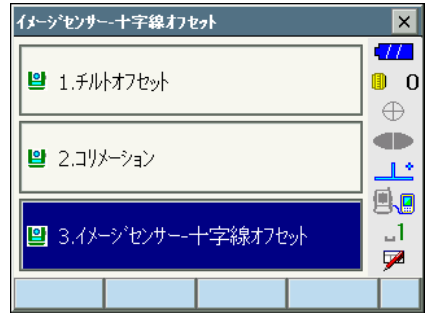 イメージセンサー-十字線オフセット
1.チルトオフセット
0
2.コリメーション
3.イメージセンサー-十字線オフセット
1